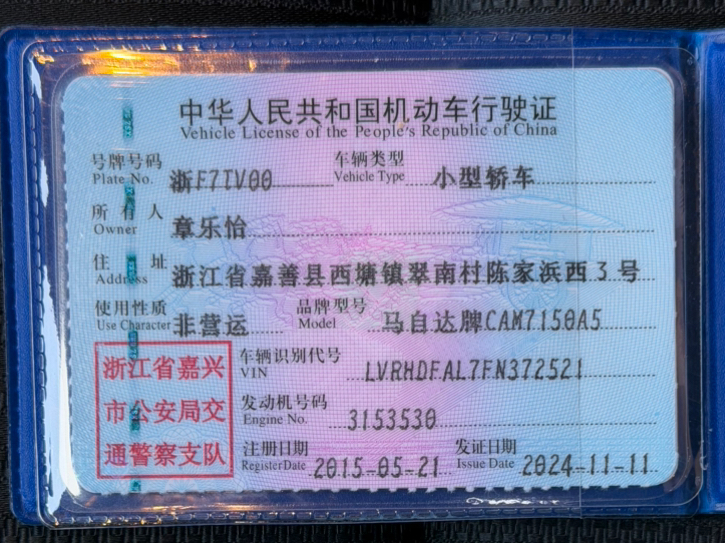 中华人民共和国机动车行驶证
Vehicle License of the People's Republic of China
号牌号码 浙F7TV00 车辆类型 小型轿车
Plate No. Vehicle Type
所有人 章乐怡
Owner
住址 浙江省嘉善县西塘镇翠南村陈家浜西3号
Address
使用性质 非营运 品牌型号 马自达牌CAM7150A5
Use Character Model
浙江省嘉兴
市公安局交
通警察支队
车辆识别代号 LVRHDFAL7FN372521
VIN
发动机号码 3153530
Engine No.
注册日期 2015-05-21 发证日期 2024-11-11
Register Date Issue Date